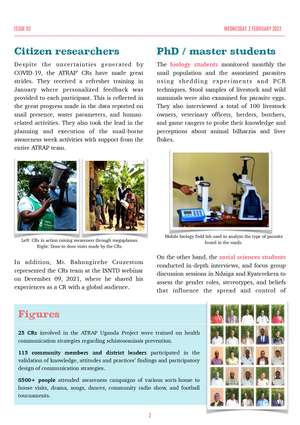 ISSUE 03
WEDNESDAY, 2 FEBRUARY 2022
Citizen researchers
Despite the uncertainties generated by
COVID-19, the ATRAP CRs have made great
strides. They received a refresher training in
January where personalized feedback was
provided to each participant. This is reflected in
the great progress made in the data reported on
snail presence, water parameters, and human-
related activities. They also took the lead in the
planning and execution of the snail-borne
awareness week activities with support from the
entire ATRAP team.
Left: CRs in action raising awareness through megaphones.
Right: Door to door visits made by the CRs
In addition, Mr. Bahungirehe Cruzestom
represented the CRs team at the ISNTD webinar
on December 09, 2021, where he shared his
experiences as a CR with a global audience.
PhD / master students
The biology students monitored monthly the
snail population and the associated parasites
using shedding experiments and PCR
techniques. Stool samples of livestock and wild
mammals were also examined for parasite eggs.
They also interviewed a total of 100 livestock
owners, veterinary officers, herders, butchers,
and game rangers to probe their knowledge and
perceptions about animal bilharzia and liver
flukes.
Mobile biology field lab used to analyze the type of parasite
found in the snails.
On the other hand, the social sciences students
conducted in-depth interviews, and focus group
discussion sessions in Ndaiga and Kyaterekera to
assess the gender roles, stereotypes, and beliefs
that influence the spread and control of
Figures
25 CRs involved in the ATRAP Uganda Project were trained on health
communication strategies regarding schistosomiasis prevention.
115 community members and district leaders participated in the
validation of knowledge, attitudes and practices' findings and participatory
design of communication strategies.
5500+ people attended awareness campaigns of various sorts-house to
house visits, drama, songs, dances, community radio show, and football
tournaments.
2